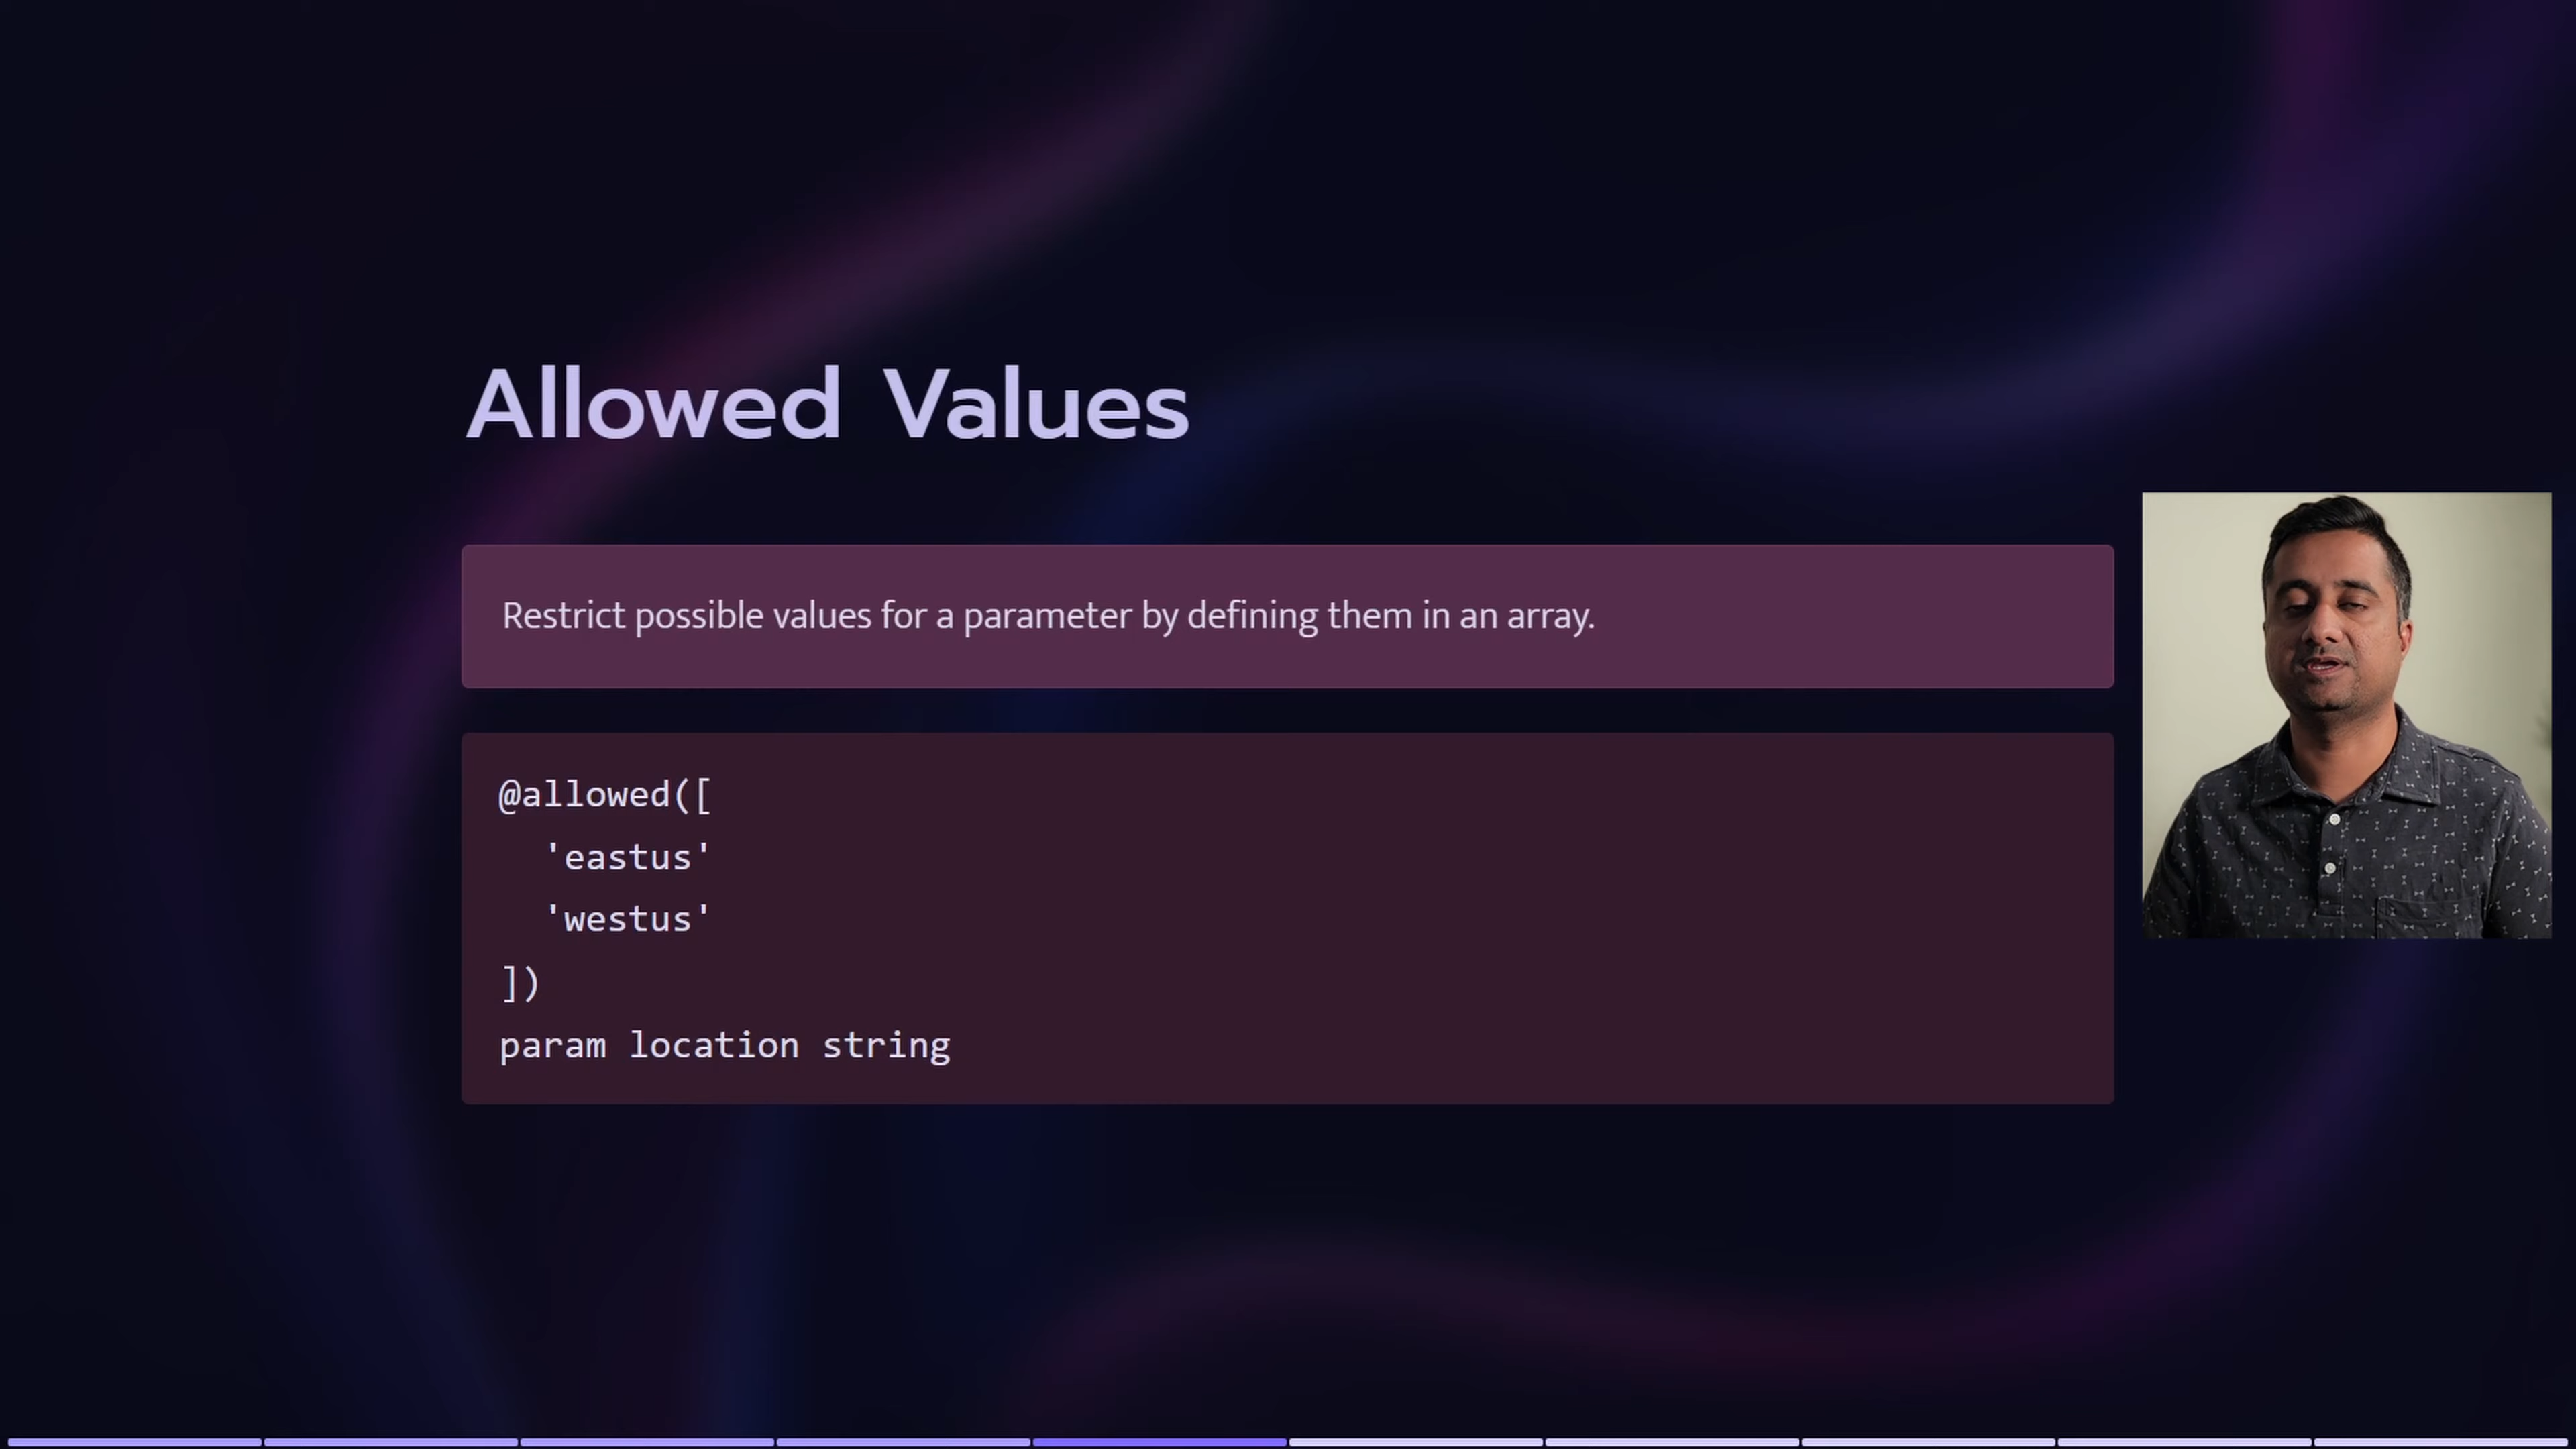 Allowed Values
Restrict possible values for a parameter by defining them in an array.
@allowed([
  'eastus'
  'westus'
])
param location string